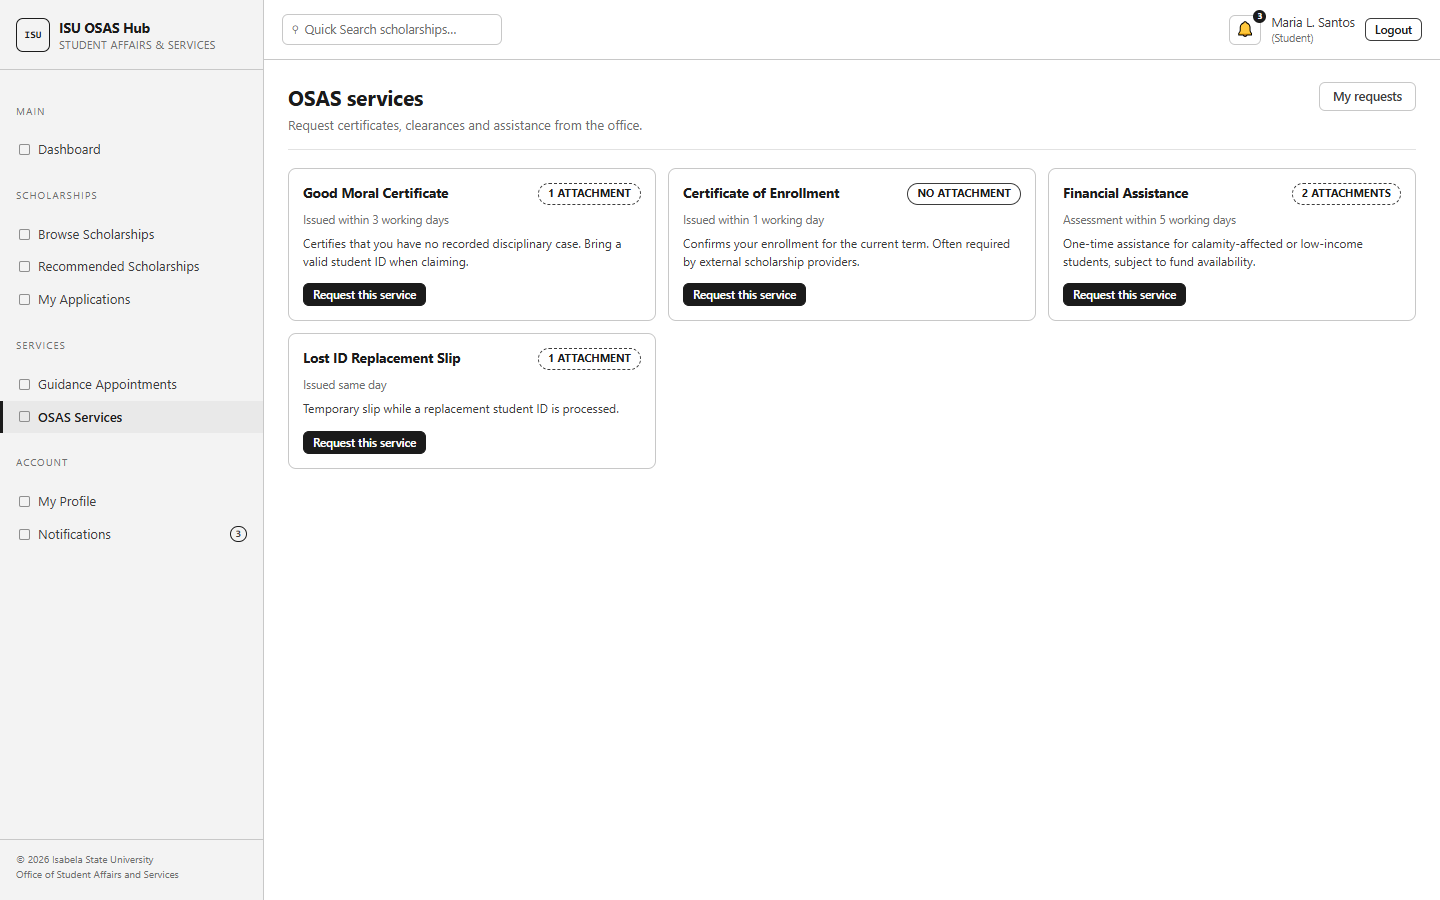 ISU
ISU OSAS Hub
STUDENT AFFAIRS & SERVICES
Quick Search scholarships...
3
Maria L. Santos
(Student)
Logout
MAIN
Dashboard
SCHOLARSHIPS
Browse Scholarships
Recommended Scholarships
My Applications
SERVICES
Guidance Appointments
OSAS Services
ACCOUNT
My Profile
Notifications
3
© 2026 Isabela State University
Office of Student Affairs and Services
OSAS services
Request certificates, clearances and assistance from the office.
My requests
Good Moral Certificate
1 ATTACHMENT
Issued within 3 working days
Certifies that you have no recorded disciplinary case. Bring a
valid student ID when claiming.
Request this service
Certificate of Enrollment
NO ATTACHMENT
Issued within 1 working day
Confirms your enrollment for the current term. Often required
by external scholarship providers.
Request this service
Financial Assistance
2 ATTACHMENTS
Assessment within 5 working days
One-time assistance for calamity-affected or low-income
students, subject to fund availability.
Request this service
Lost ID Replacement Slip
1 ATTACHMENT
Issued same day
Temporary slip while a replacement student ID is processed.
Request this service